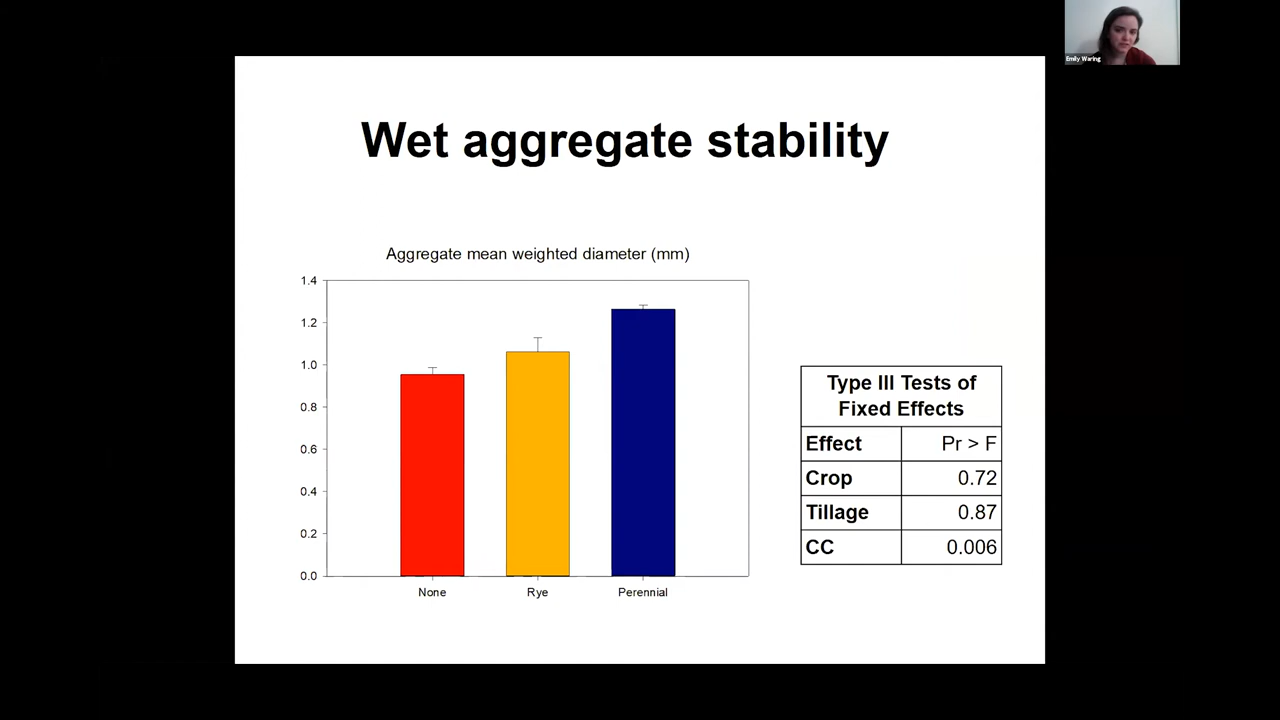 Emily Waring
Wet aggregate stability
Aggregate mean weighted diameter (mm)
1.4
1.2
1.0
0.8
0.6
0.4
0.2
0.0
None Rye Perennial
Type III Tests of
Fixed Effects
Effect Pr > F
Crop 0.72
Tillage 0.87
CC 0.006